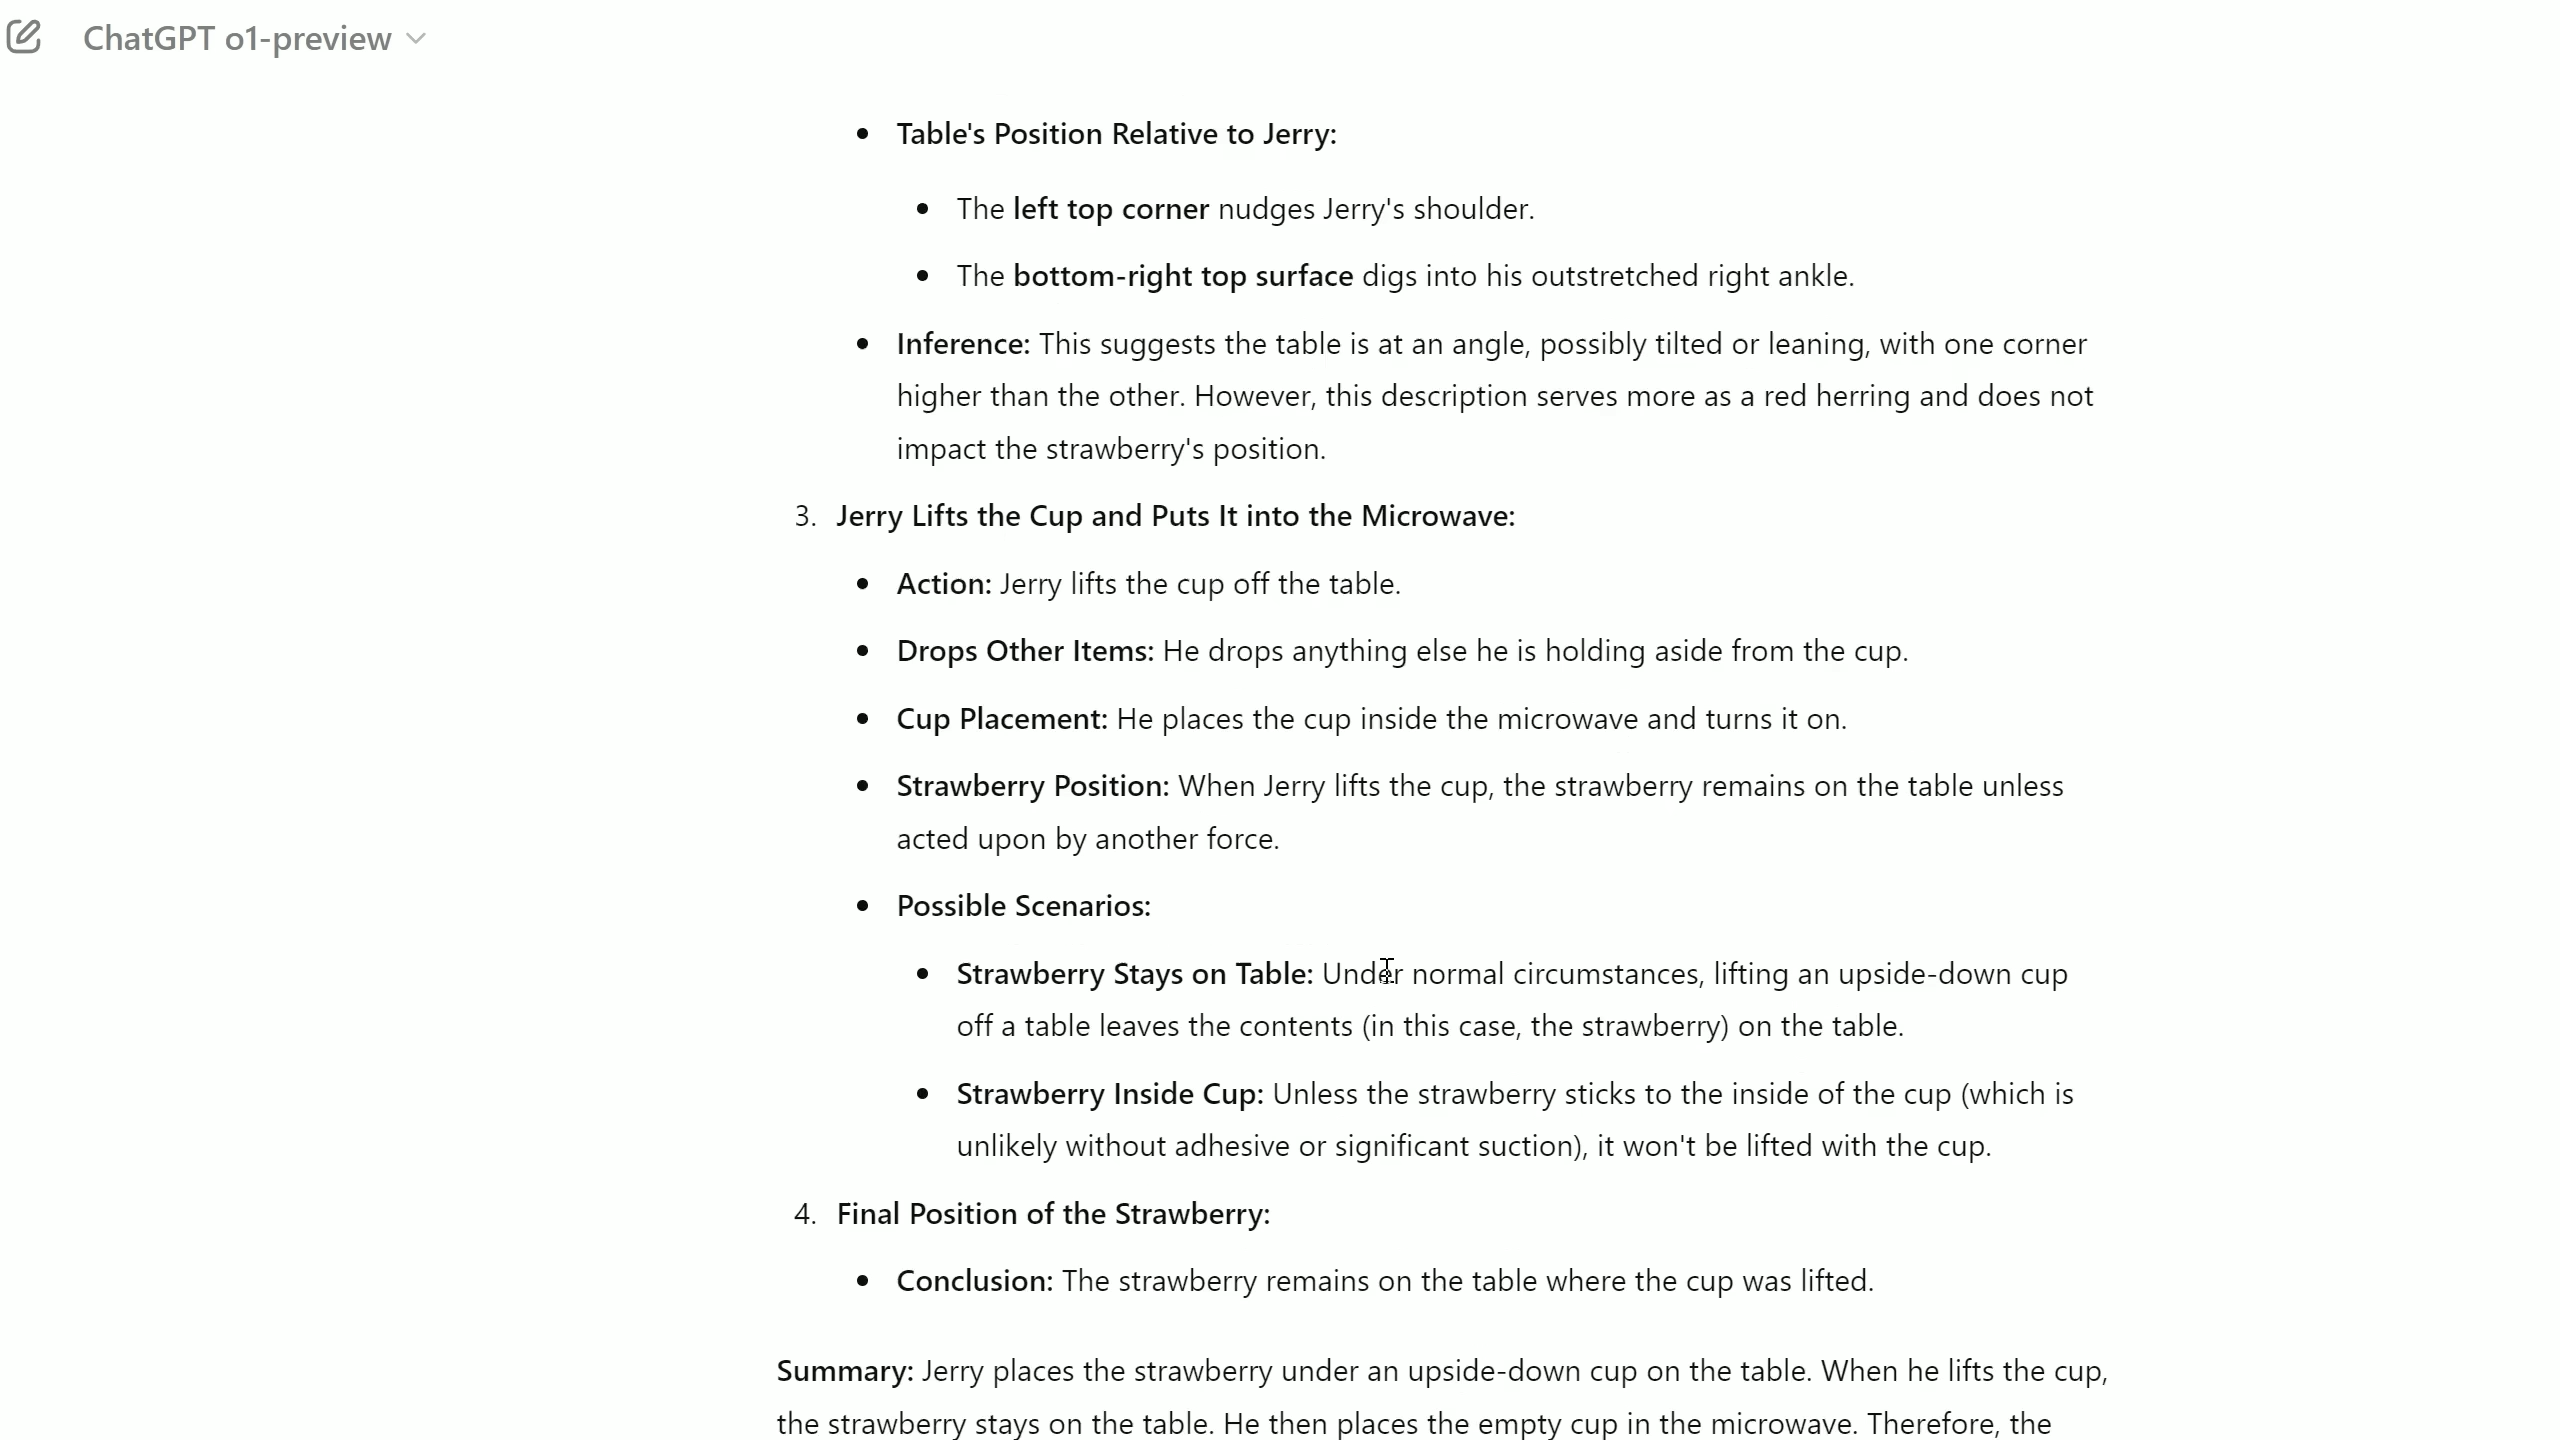 ChatGPT o1-preview
• Table's Position Relative to Jerry:
• The left top corner nudges Jerry's shoulder.
• The bottom-right top surface digs into his outstretched right ankle.
• Inference: This suggests the table is at an angle, possibly tilted or leaning, with one corner
higher than the other. However, this description serves more as a red herring and does not
impact the strawberry's position.
3. Jerry Lifts the Cup and Puts It into the Microwave:
• Action: Jerry lifts the cup off the table.
• Drops Other Items: He drops anything else he is holding aside from the cup.
• Cup Placement: He places the cup inside the microwave and turns it on.
• Strawberry Position: When Jerry lifts the cup, the strawberry remains on the table unless
acted upon by another force.
• Possible Scenarios:
• Strawberry Stays on Table: Under normal circumstances, lifting an upside-down cup
off a table leaves the contents (in this case, the strawberry) on the table.
• Strawberry Inside Cup: Unless the strawberry sticks to the inside of the cup (which is
unlikely without adhesive or significant suction), it won't be lifted with the cup.
4. Final Position of the Strawberry:
• Conclusion: The strawberry remains on the table where the cup was lifted.
Summary: Jerry places the strawberry under an upside-down cup on the table. When he lifts the cup,
the strawberry stays on the table. He then places the empty cup in the microwave. Therefore, the